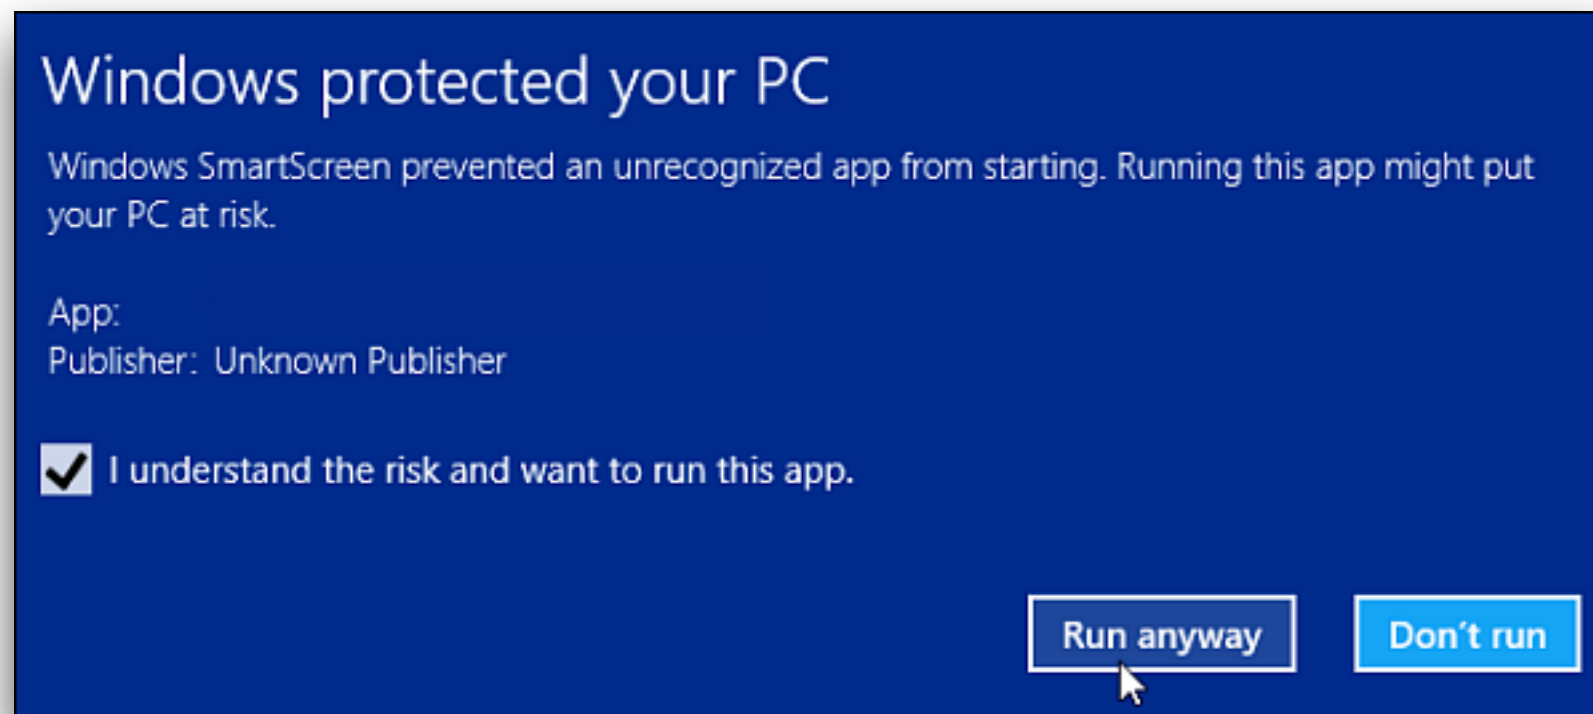 Windows protected your PC
Windows SmartScreen prevented an unrecognized app from starting. Running this app might put
your PC at risk.
App:
Publisher: Unknown Publisher
I understand the risk and want to run this app.
Run anyway
Don't run